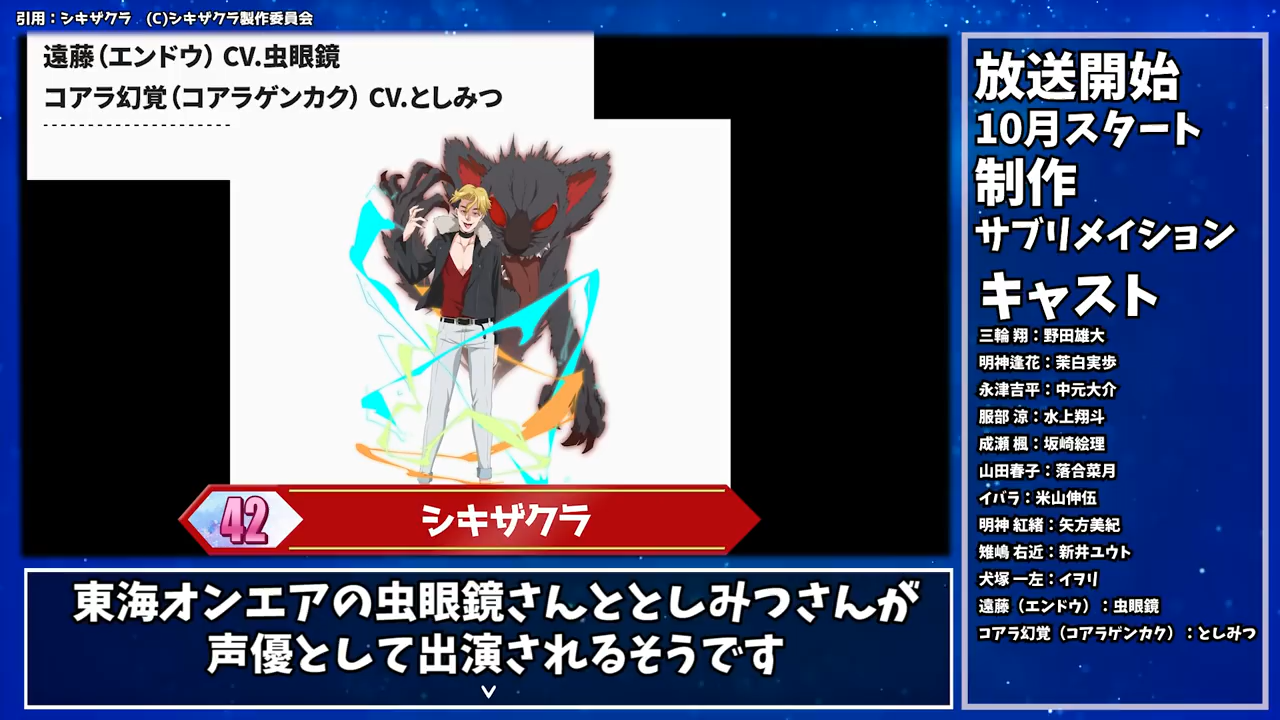 引用：シキザクラ　(C)シキザクラ製作委員会
遠藤（エンドウ） CV.虫眼鏡
コアラ幻覚（コアラゲンカク） CV.としみつ
42
シキザクラ
東海オンエアの虫眼鏡さんととしみつさんが
声優として出演されるそうです
放送開始
10月スタート
制作
サブリメイション
キャスト
三輪 翔：野田雄大
明神逢花：茉白実歩
永津吉平：中元大介
服部 涼：水上翔斗
成瀬 楓：坂崎絵理
山田春子：落合菜月
イバラ：米山伸伍
明神 紅緒：矢方美紀
雉嶋 右近：新井ユウト
犬塚 一左：イヲリ
遠藤（エンドウ）：虫眼鏡
コアラ幻覚（コアラゲンカク）：としみつ